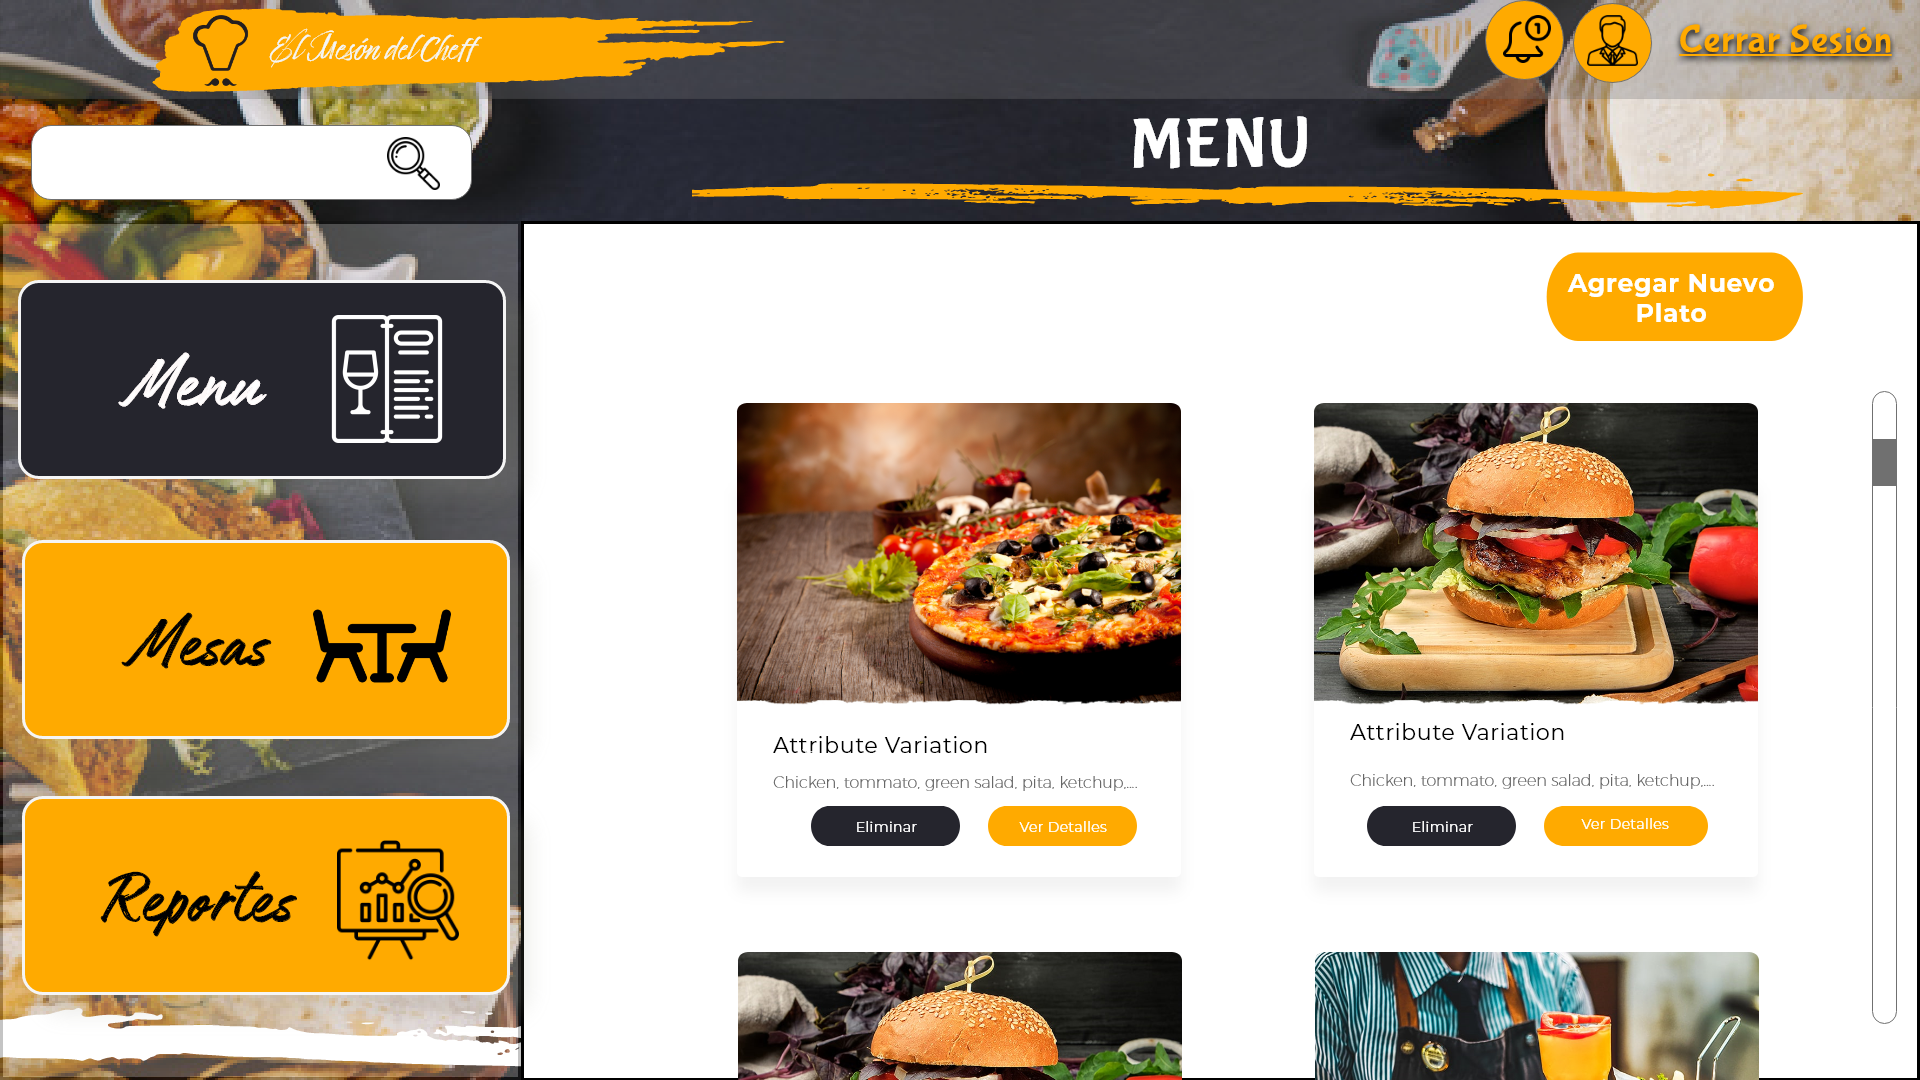 El Mesón del Cheff
1
Cerrar Sesión
MENU
Menu
Mesas
Reportes
Agregar Nuevo
Plato
Attribute Variation
Chicken, tommato, green salad, pita, ketchup,....
Eliminar
Ver Detalles
Attribute Variation
Chicken, tommato, green salad, pita, ketchup,....
Eliminar
Ver Detalles